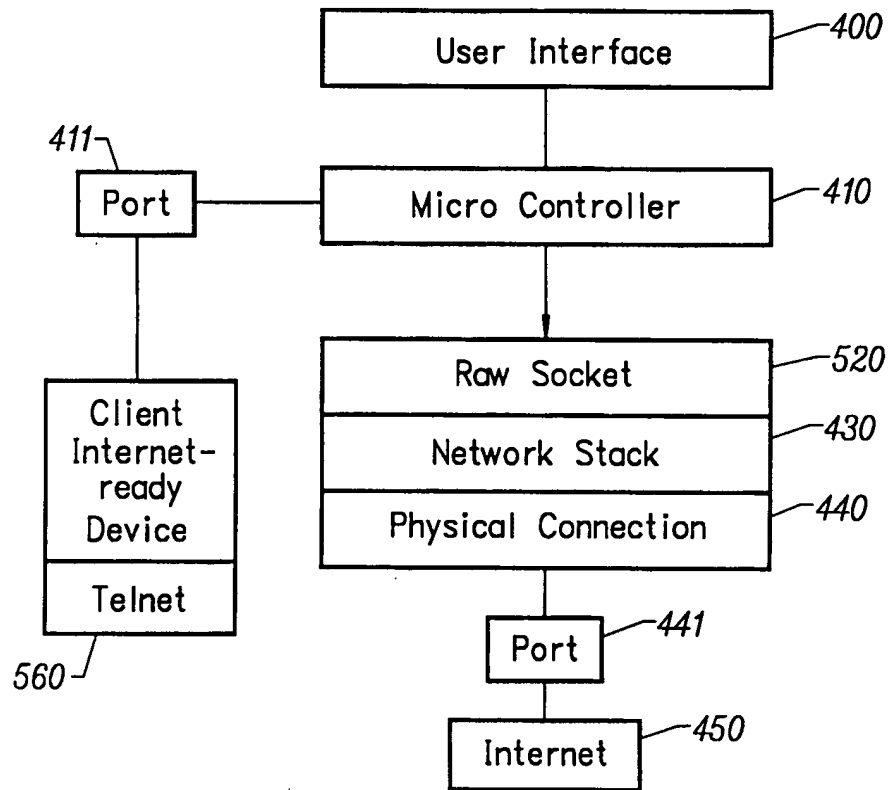 400
User Interface
411
Port
Micro Controller
410
Raw Socket
520
Client
Internet-
ready
Device
Network Stack
430
Physical Connection
440
Telnet
560
Port
441
Internet
450